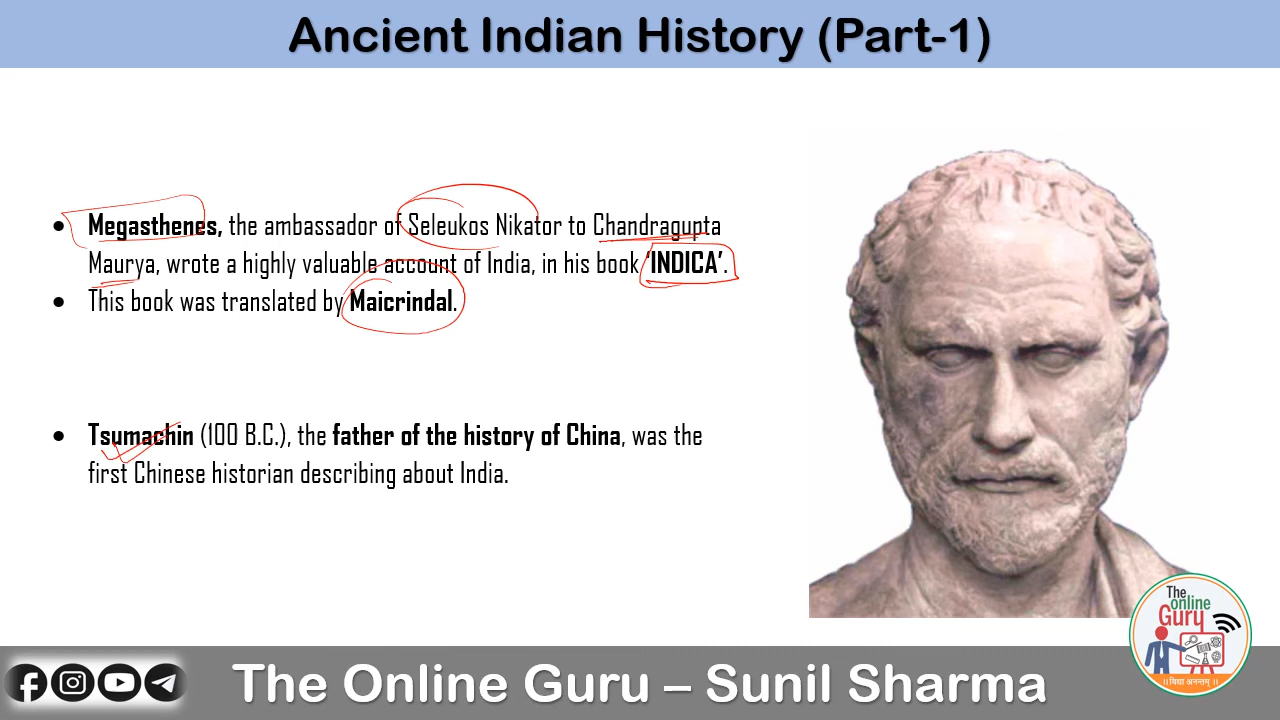 Ancient Indian History (Part-1)
• Megasthenes, the ambassador of Seleukos Nikator to Chandragupta
Maurya, wrote a highly valuable account of India, in his book 'INDICA'.
• This book was translated by Maicrindal.
• Tsumachin (100 B.C.), the father of the history of China, was the
first Chinese historian describing about India.
The
online
Guru
॥ विद्या अनन्तम् ॥
The Online Guru – Sunil Sharma